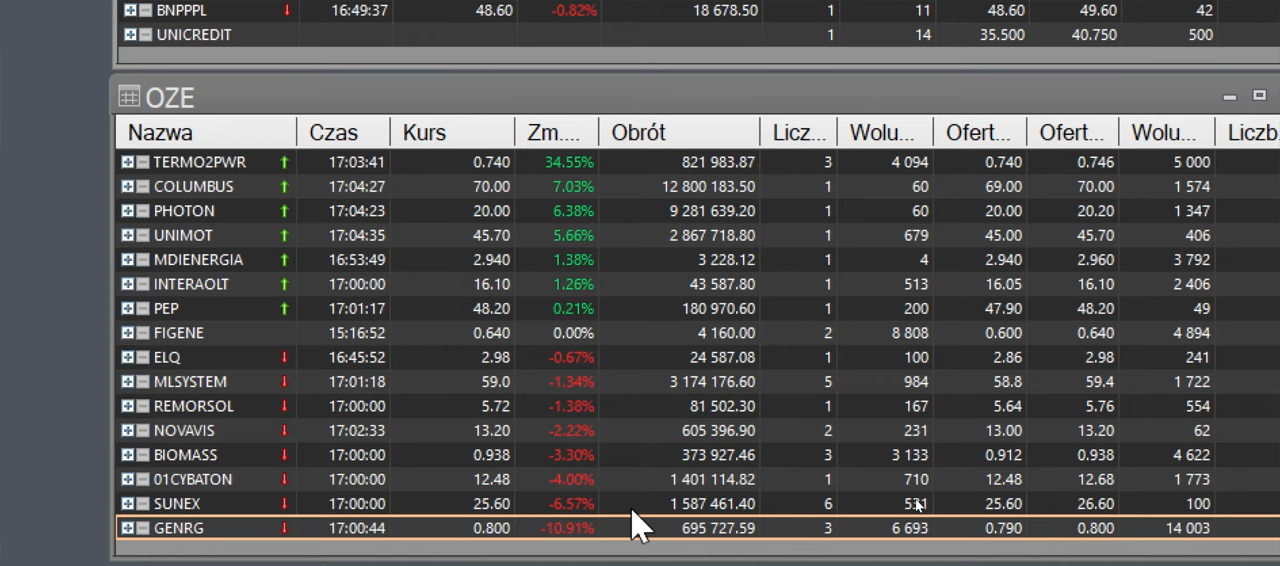 BNPPPL 16:49:37 48.60 -0.82% 18 678.50 1 11 48.60 49.60 42
UNICREDIT 1 14 35.500 40.750 500
OZE
Nazwa Czas Kurs Zm.... Obrót Licz... Wolu... Ofert... Ofert... Wolu... Liczb
TERMO2PWR 17:03:41 0.740 34.55% 821 983.87 3 4 094 0.740 0.746 5 000
COLUMBUS 17:04:27 70.00 7.03% 12 800 183.50 1 60 69.00 70.00 1 574
PHOTON 17:04:23 20.00 6.38% 9 281 639.20 1 60 20.00 20.20 1 347
UNIMOT 17:04:35 45.70 5.66% 2 867 718.80 1 679 45.00 45.70 406
MDIENERGIA 16:53:49 2.940 1.38% 3 228.12 1 4 2.940 2.960 3 792
INTERAOLT 17:00:00 16.10 1.26% 43 587.80 1 513 16.05 16.10 2 406
PEP 17:01:17 48.20 0.21% 180 970.60 1 200 47.90 48.20 49
FIGENE 15:16:52 0.640 0.00% 4 160.00 2 8 808 0.600 0.640 4 894
ELQ 16:45:52 2.98 -0.67% 24 587.08 1 100 2.86 2.98 241
MLSYSTEM 17:01:18 59.0 -1.34% 3 174 176.60 5 984 58.8 59.4 1 722
REMORSOL 17:00:00 5.72 -1.38% 81 502.30 1 167 5.64 5.76 554
NOVAVIS 17:02:33 13.20 -2.22% 605 396.90 2 231 13.00 13.20 62
BIOMASS 17:00:00 0.938 -3.30% 373 927.46 3 3 133 0.912 0.938 4 622
01CYBATON 17:00:00 12.48 -4.00% 1 401 114.82 1 710 12.48 12.68 1 773
SUNEX 17:00:00 25.60 -6.57% 1 587 461.40 6 531 25.60 26.60 100
GENRG 17:00:44 0.800 -10.91% 695 727.59 3 6 693 0.790 0.800 14 003